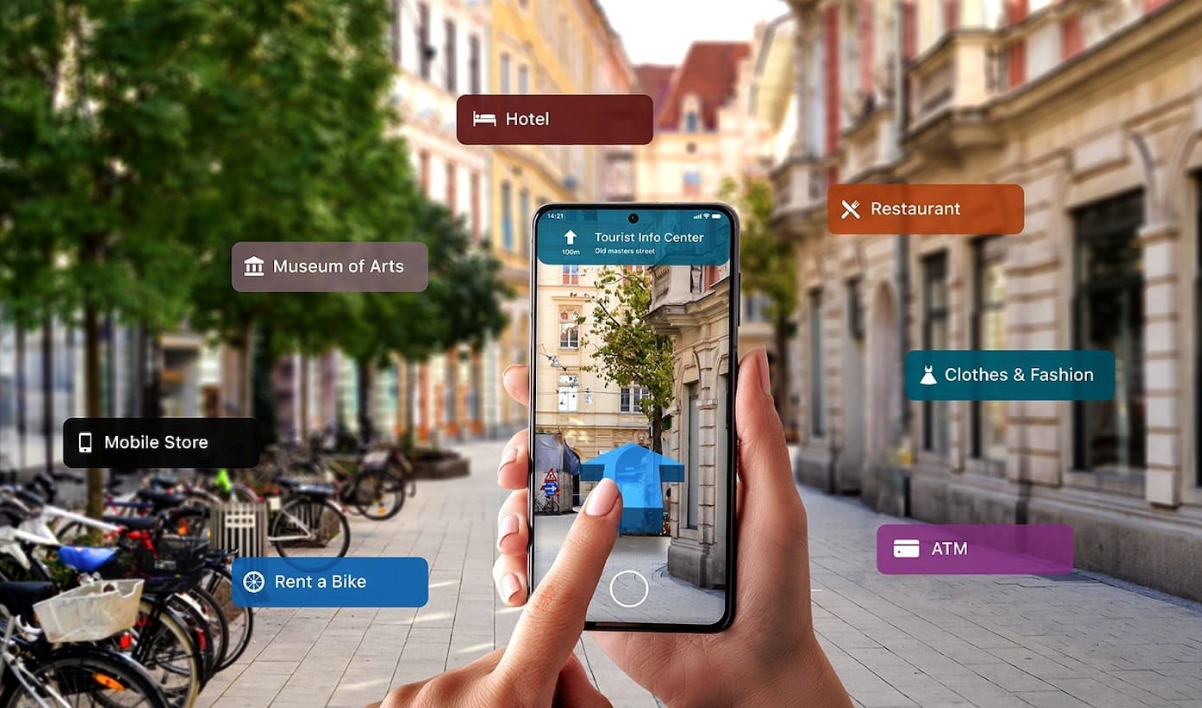 Hotel
Restaurant
14:21
Tourist Info Center
100m
Old masters street
Museum of Arts
Clothes & Fashion
Mobile Store
ATM
Rent a Bike